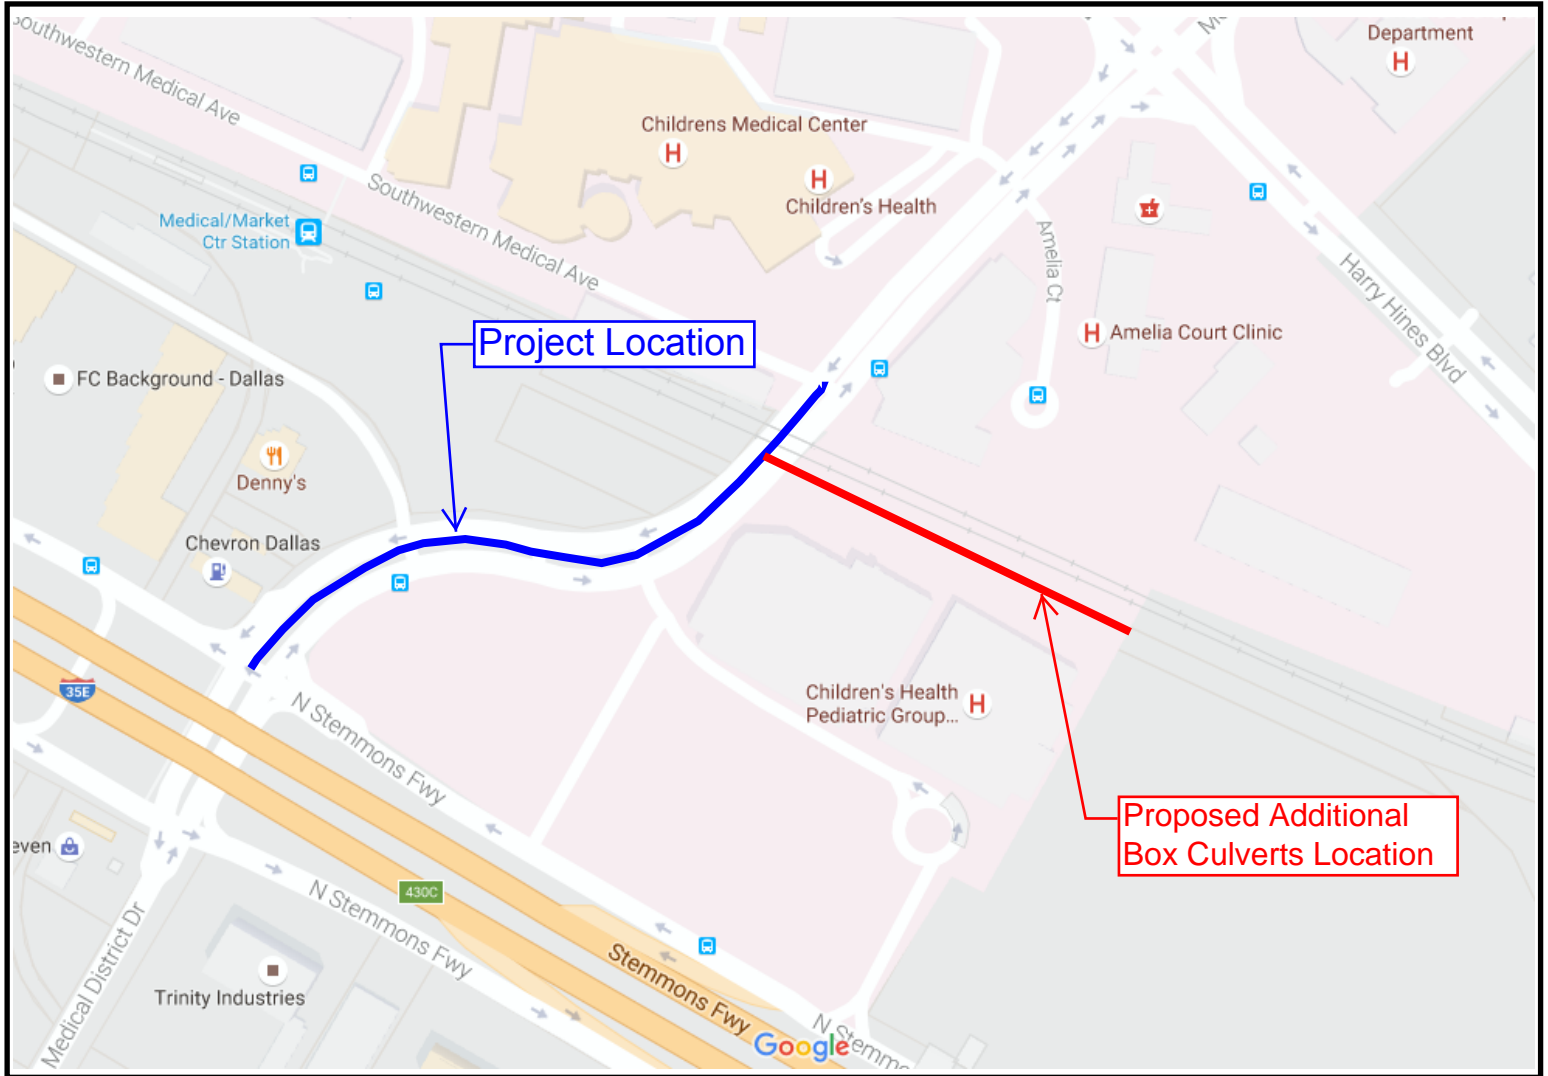 Southwestern Medical Ave
Department
H
Childrens Medical Center
H
H
Children's Health
Southwestern Medical Ave
Medical/Market
Ctr Station
Amelia Ct
Harry Hines Blvd
H
Amelia Court Clinic
Project Location
FC Background - Dallas
Denny's
Chevron Dallas
35E
N Stemmons Fwy
Children's Health
Pediatric Group...
H
Proposed Additional
Box Culverts Location
even
430C
N Stemmons Fwy
Medical District Dr
Trinity Industries
Stemmons Fwy
Google
N Stemmo